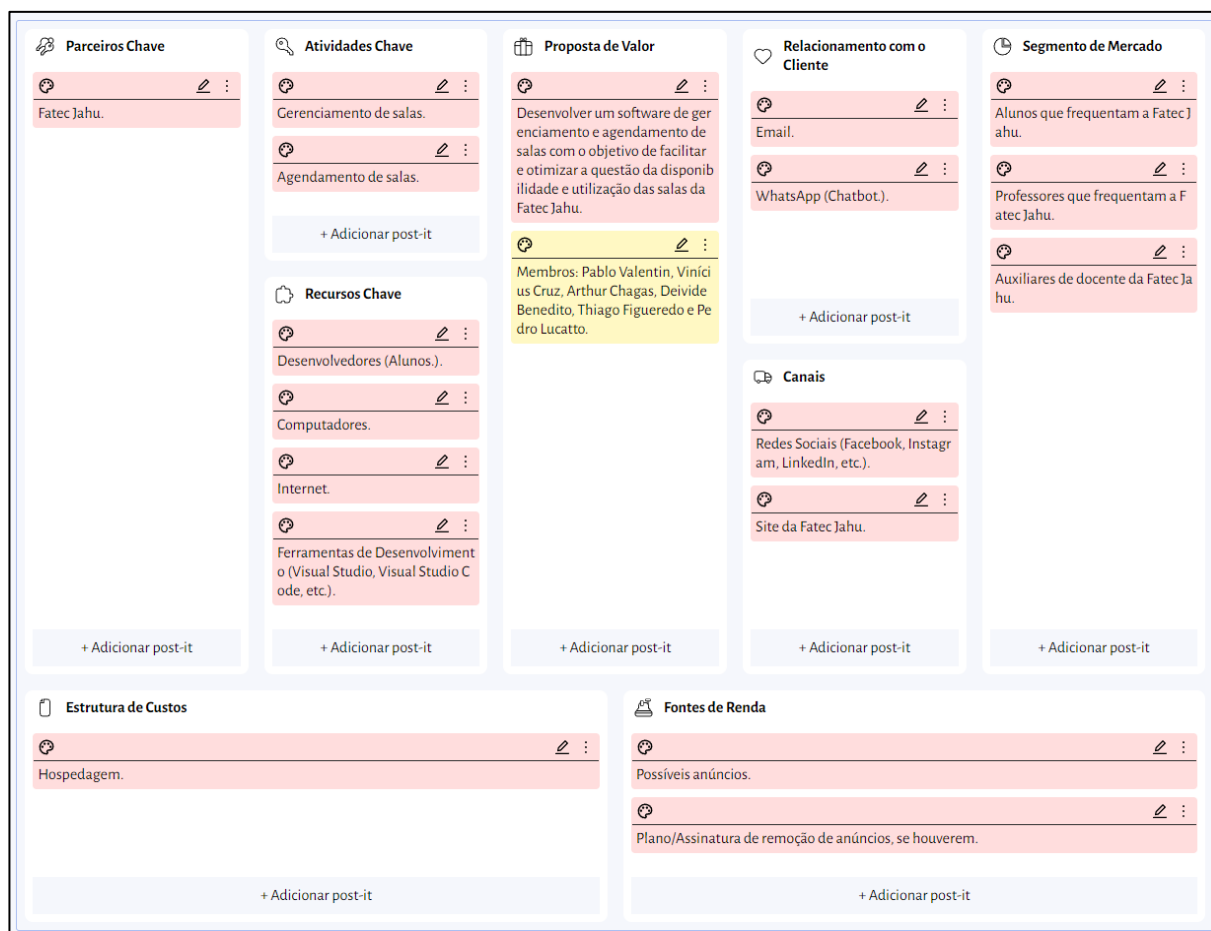 Parceiros Chave
Fatec Jahu.
+ Adicionar post-it
Atividades Chave
Gerenciamento de salas.
Agendamento de salas.
+ Adicionar post-it
Recursos Chave
Desenvolvedores (Alunos.).
Computadores.
Internet.
Ferramentas de Desenvolviment
o (Visual Studio, Visual Studio C
ode, etc.).
+ Adicionar post-it
Proposta de Valor
Desenvolver um software de ger
enciamento e agendamento de
salas com o objetivo de facilitar
e otimizar a questão da disponib
ilidade e utilização das salas da
Fatec Jahu.
Membros: Pablo Valentin, Viníci
us Cruz, Arthur Chagas, Deivide
Benedito, Thiago Figueredo e Pe
dro Lucatto.
+ Adicionar post-it
Relacionamento com o
Cliente
Email.
WhatsApp (Chatbot.).
+ Adicionar post-it
Canais
Redes Sociais (Facebook, Instagr
am, LinkedIn, etc.).
Site da Fatec Jahu.
+ Adicionar post-it
Segmento de Mercado
Alunos que frequentam a Fatec J
ahu.
Professores que frequentam a F
atec Jahu.
Auxiliares de docente da Fatec Ja
hu.
+ Adicionar post-it
Estrutura de Custos
Hospedagem.
+ Adicionar post-it
Fontes de Renda
Possíveis anúncios.
Plano/Assinatura de remoção de anúncios, se houverem.
+ Adicionar post-it